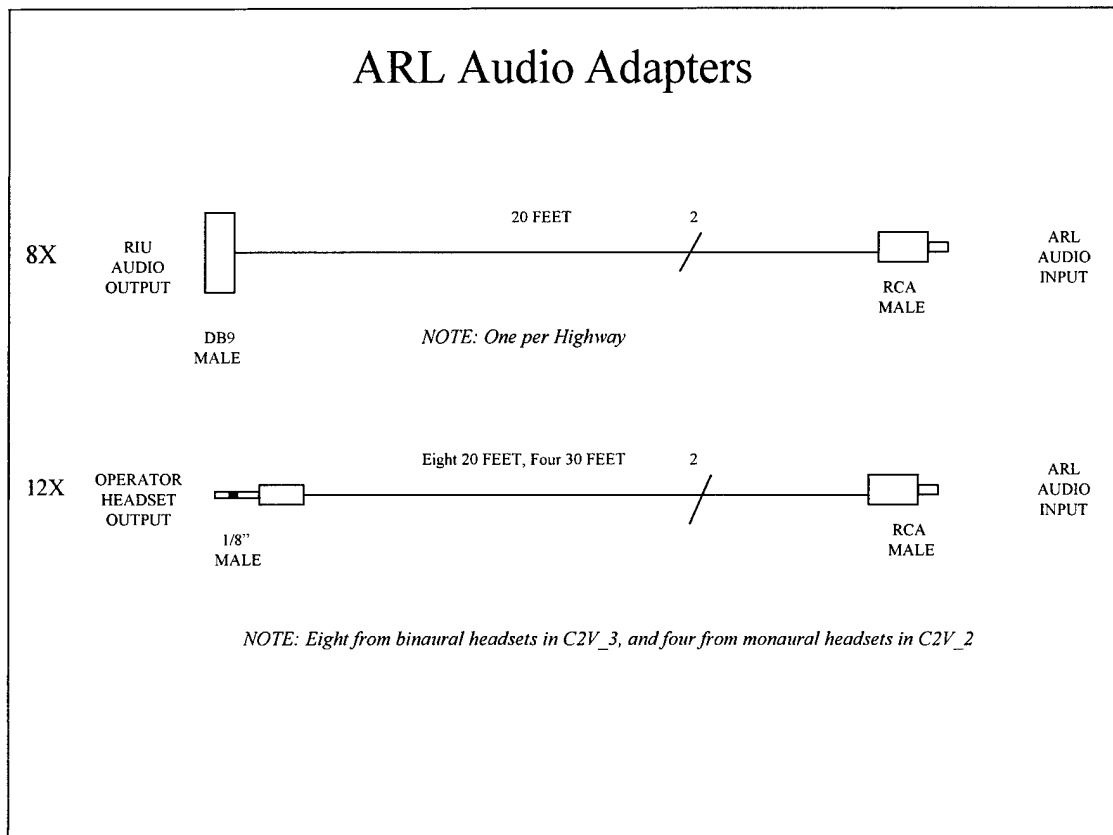 ARL Audio Adapters
8X
RIU
AUDIO
OUTPUT
20 FEET
2
ARL
AUDIO
INPUT
DB9
MALE
RCA
MALE
NOTE: One per Highway
12X
OPERATOR
HEADSET
OUTPUT
Eight 20 FEET, Four 30 FEET
2
ARL
AUDIO
INPUT
1/8”
MALE
RCA
MALE
NOTE: Eight from binaural headsets in C2V_3, and four from monaural headsets in C2V_2